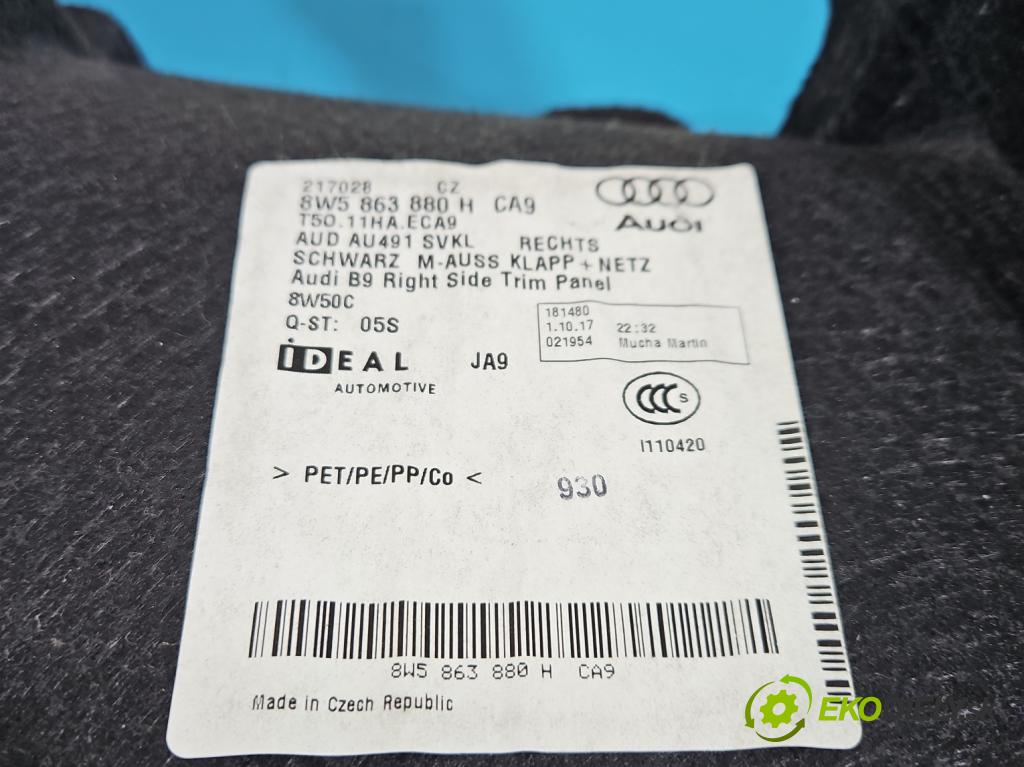 217028 CZ
8W5 863 880 H CA9
T50.11HA.ECA9
AUD AU491 SVKL RECHTS
SCHWARZ M-AUSS KLAPP + NETZ
Audi B9 Right Side Trim Panel
8W50C
Q-ST: 05S
Audi
181480
1.10.17 22:32
021954 Mucha Martin
IDEAL JA9
AUTOMOTIVE
CCC S
I110420
> PET/PE/PP/Co <
930
8W5 863 880 H CA9
Made in Czech Republic
EKO